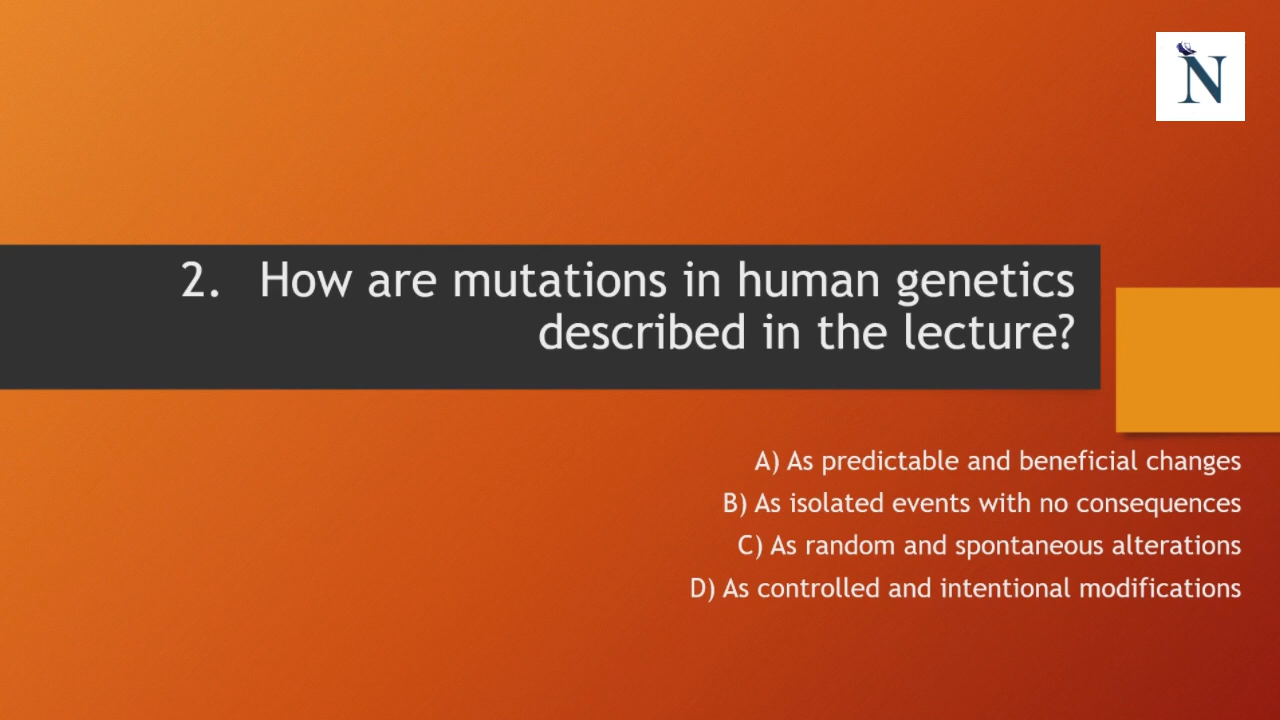 N
2. How are mutations in human genetics
described in the lecture?
A) As predictable and beneficial changes
B) As isolated events with no consequences
C) As random and spontaneous alterations
D) As controlled and intentional modifications